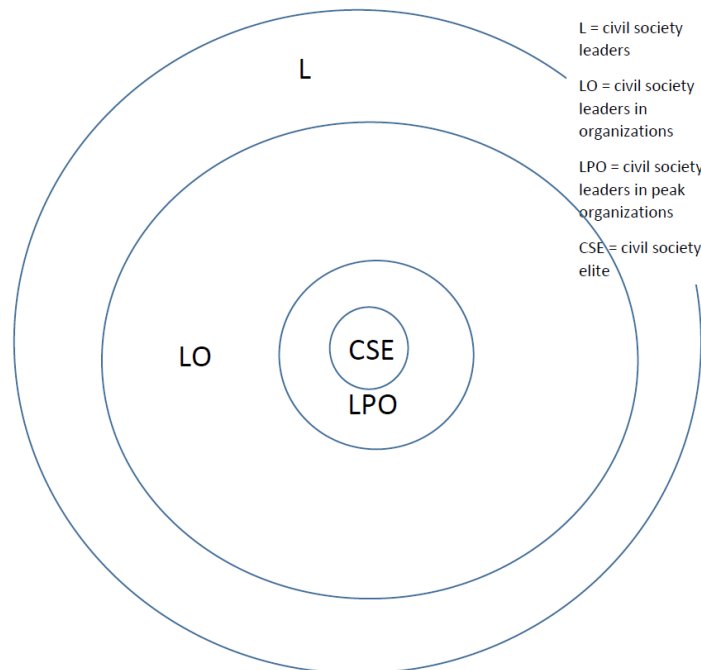 L = civil society
leaders
L
LO = civil society
leaders in
organizations
LPO = civil society
leaders in peak
organizations
CSE = civil society
elite
LO
CSE
LPO